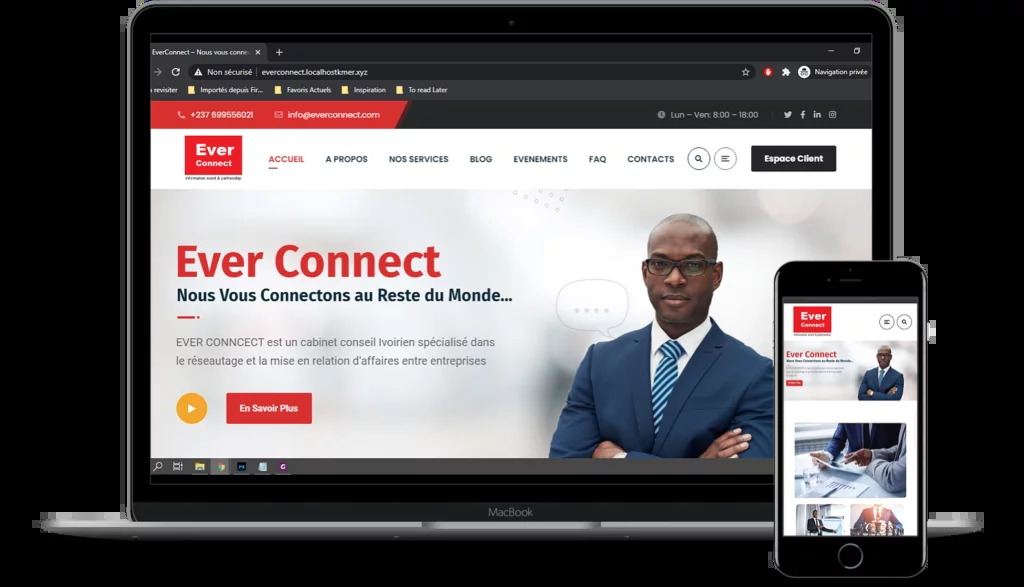 EverConnect – Nous vous conne
Non sécurisé
everconnect.localhostkmer.xyz
Navigation privée
revisiter
Importés depuis Fir...
Favoris Actuels
Inspiration
To read Later
+237 699556021
info@everconnect.com
Lun – Ven: 8:00 – 18:00
Ever
Connect
Information event & partnership
ACCUEIL
A PROPOS
NOS SERVICES
BLOG
EVENEMENTS
FAQ
CONTACTS
Espace Client
Ever Connect
Nous Vous Connectons au Reste du Monde...
EVER CONNCECT est un cabinet conseil Ivoirien spécialisé dans
le réseautage et la mise en relation d'affaires entre entreprises
En Savoir Plus
MacBook
Ever
Connect
Ever Connect
Nous Vous Connectons au Reste du Monde...